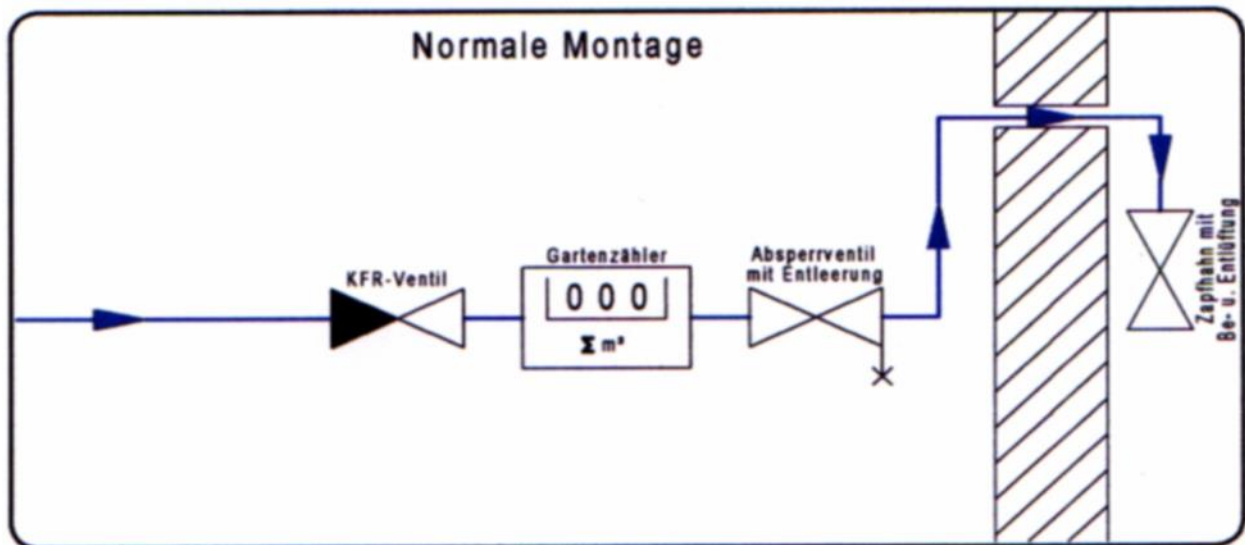 Normale Montage
KFR-Ventil
Gartenzähler
000
Σ m³
Absperrventil
mit Entleerung
Zapfhahn mit
Be- u. Entlüftung